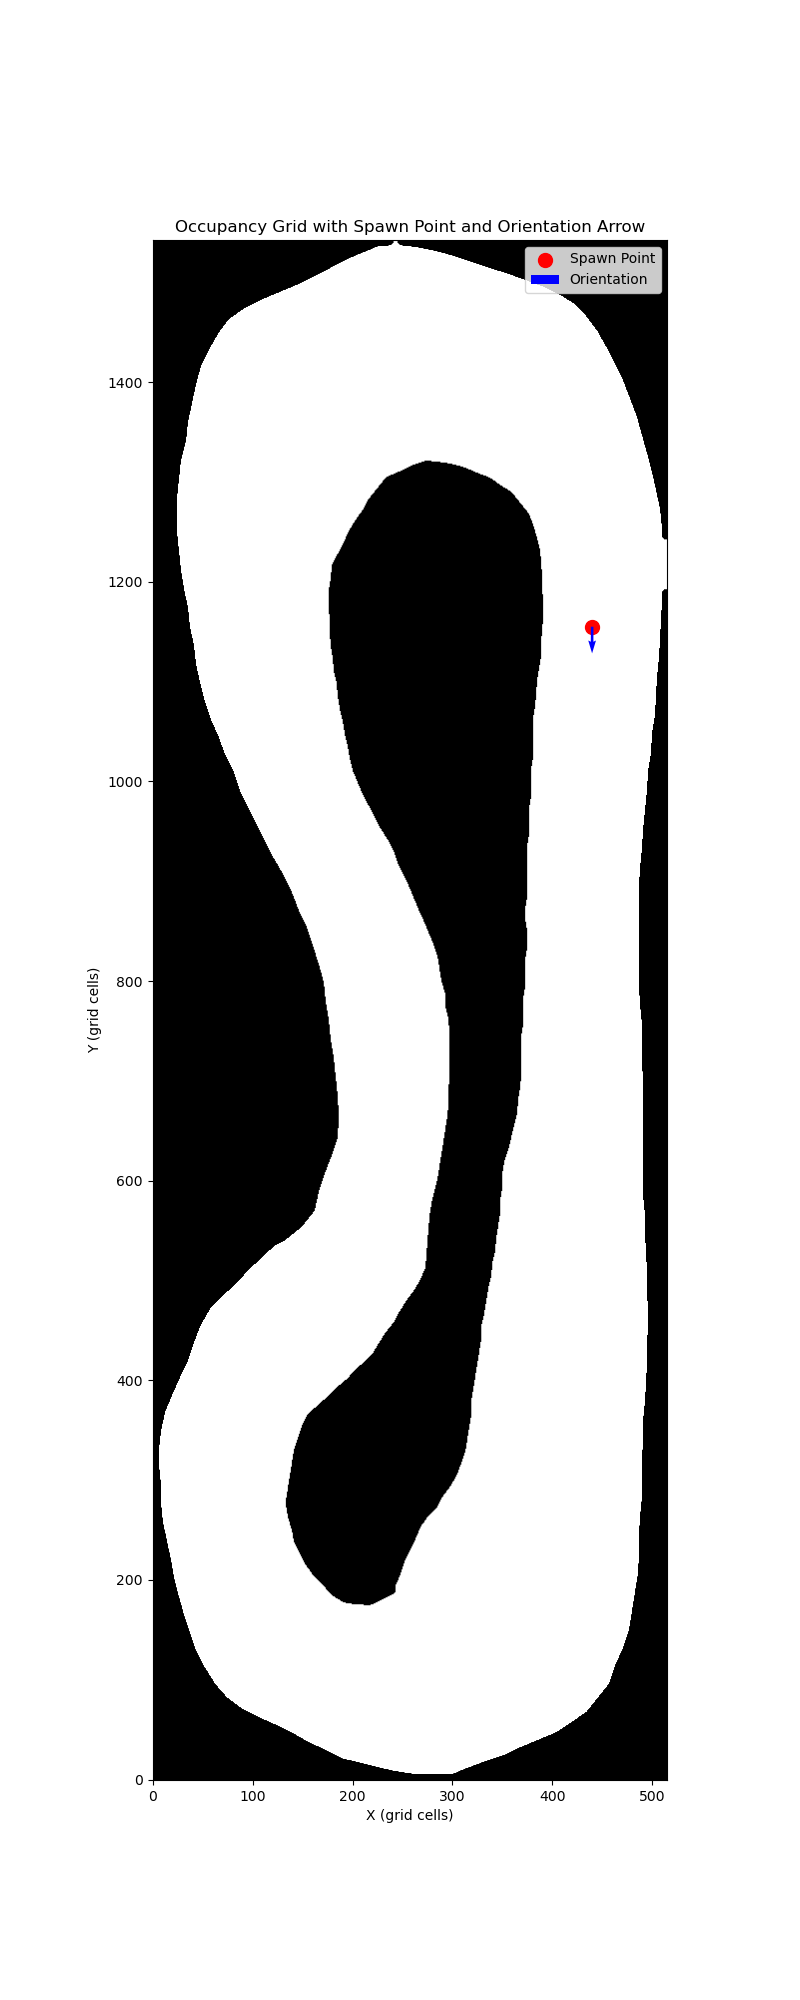 Occupancy Grid with Spawn Point and Orientation Arrow
Spawn Point
Orientation
1400
1200
1000
800
600
400
200
0
Y (grid cells)
0 100 200 300 400 500
X (grid cells)